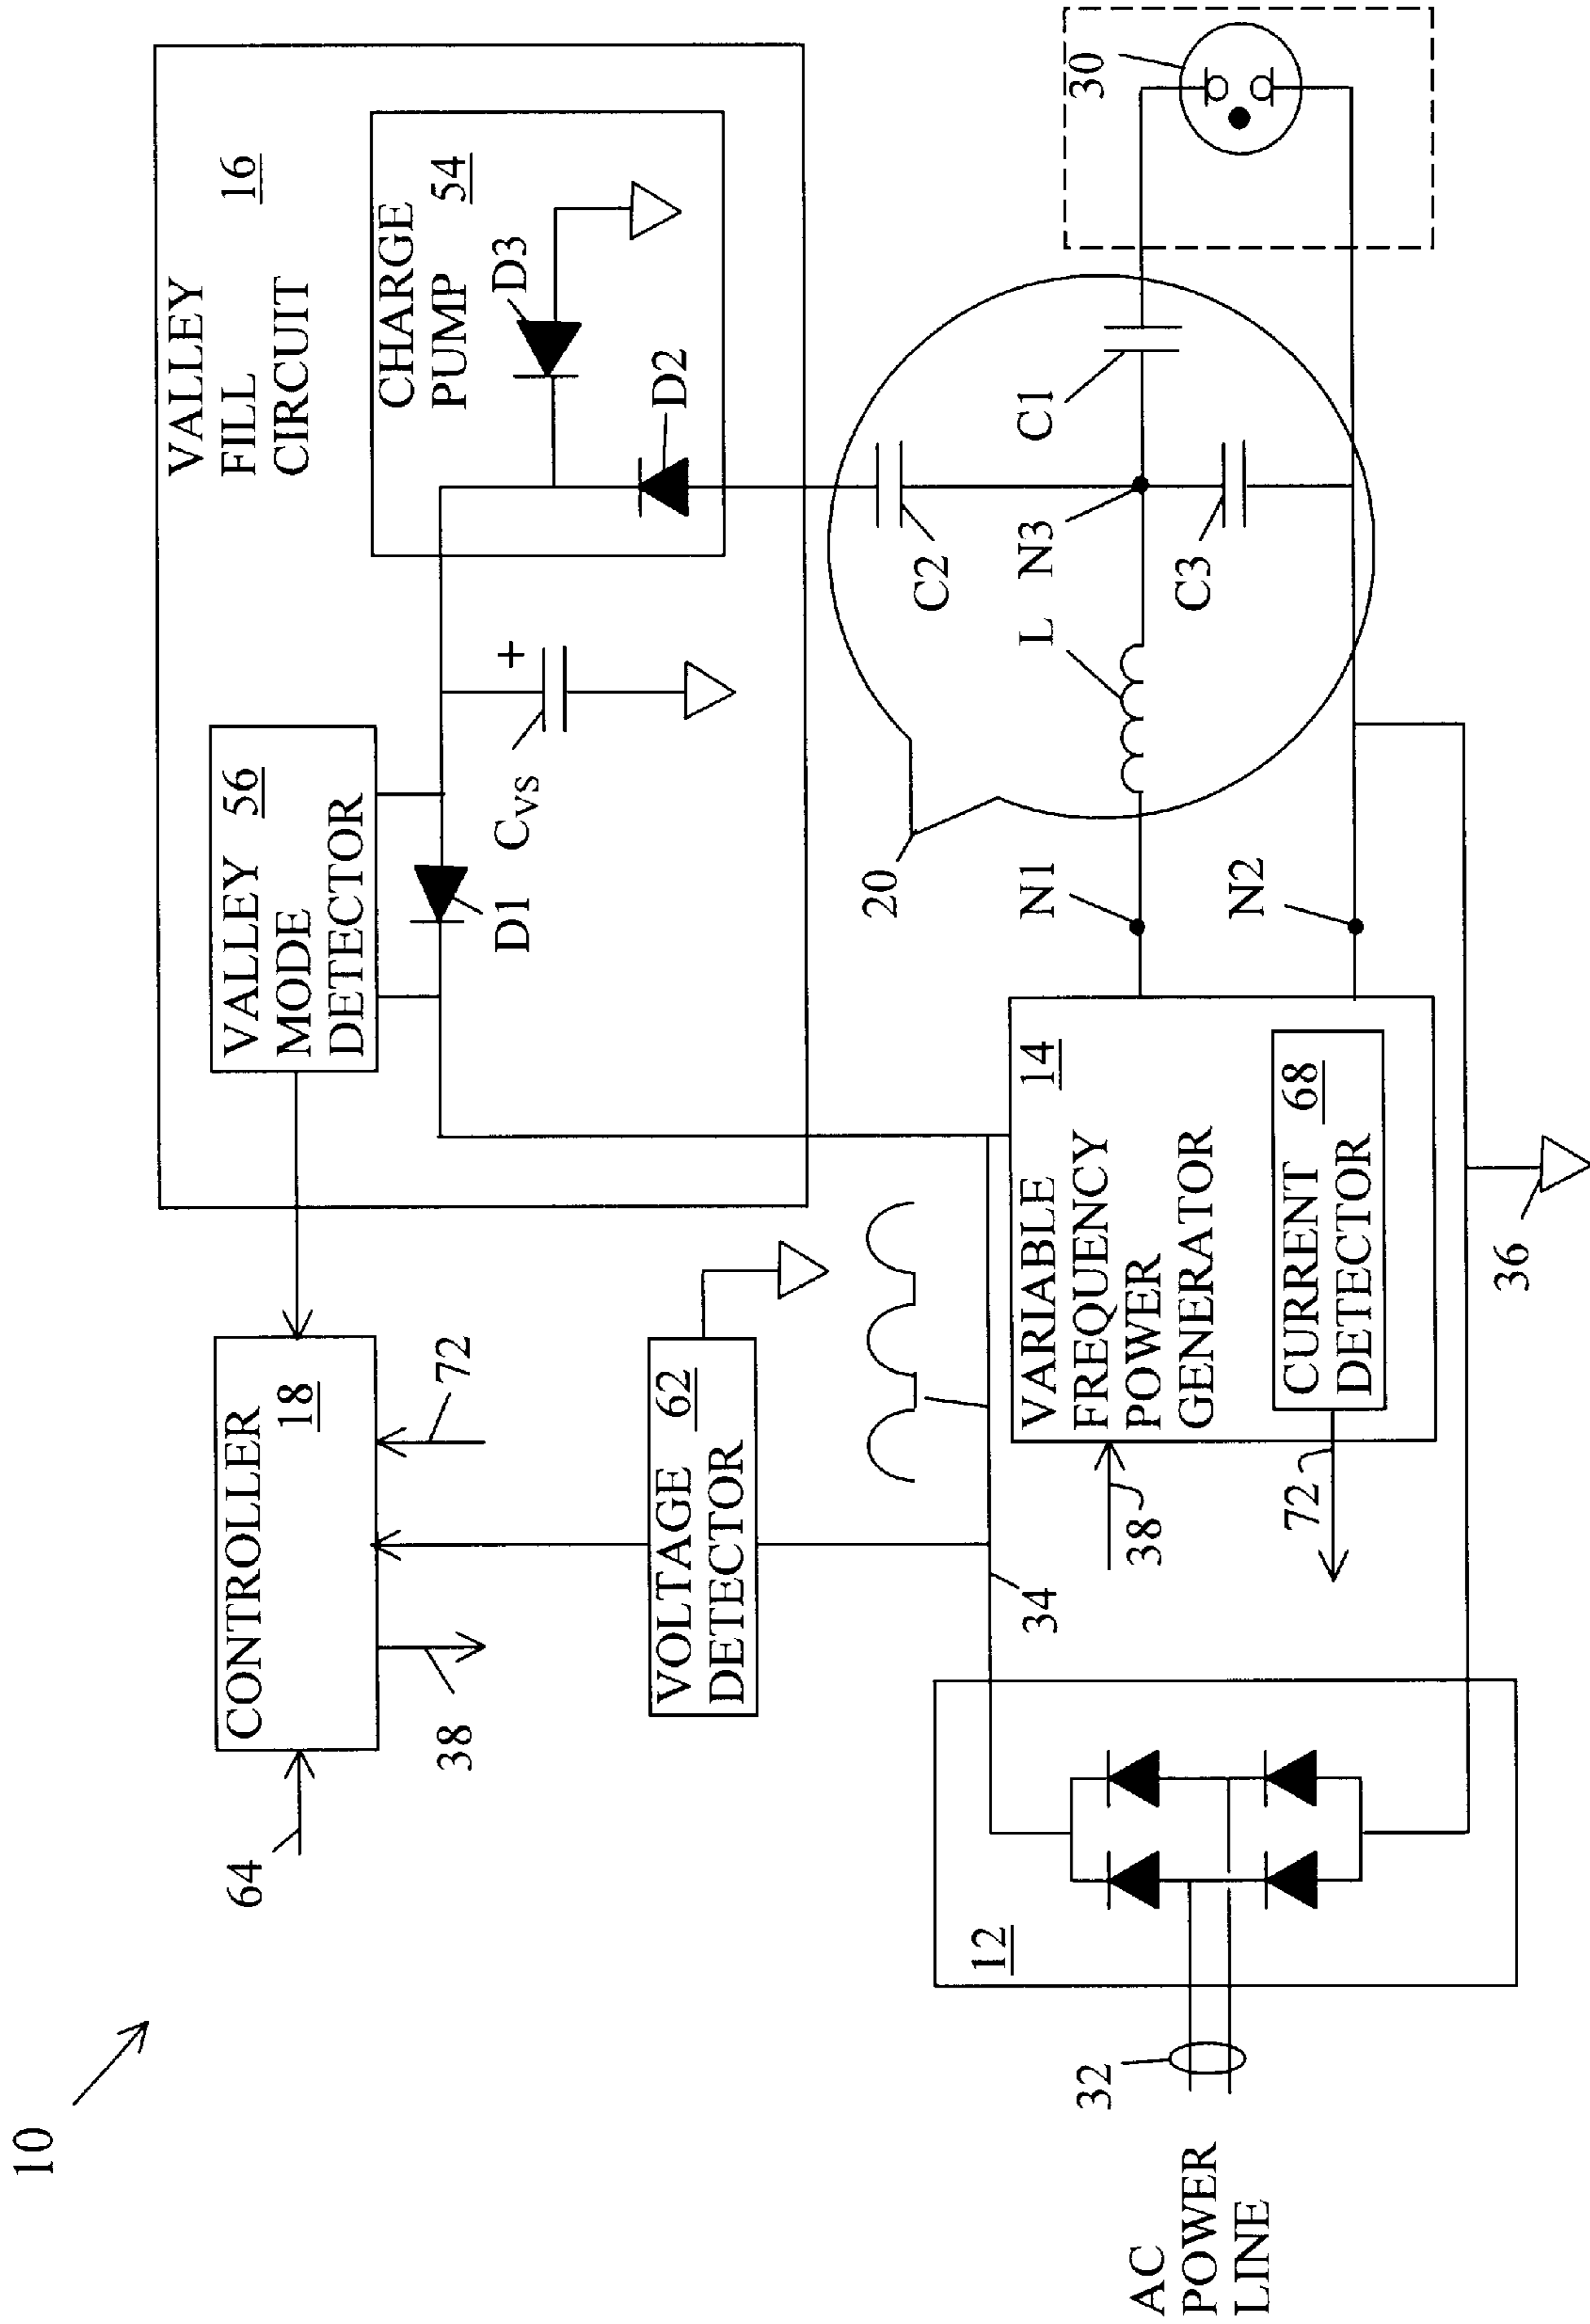 10
64
CONTROLLER
18
38
72
VALLEY 56
MODE
DETECTOR
VALLEY
FILL
CIRCUIT
16
CHARGE
PUMP 54
D3
D2
D1
CVS
+
VOLTAGE 62
DETECTOR
34
C2
C1
N3
L
C3
20
N1
N2
30
VARIABLE 14
FREQUENCY
POWER
GENERATOR
CURRENT 68
DETECTOR
38
72
36
12
32
AC
POWER
LINE